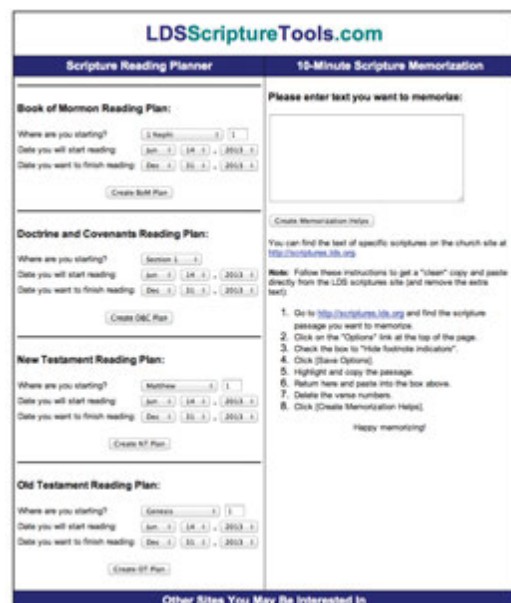 LDSScriptureTools.com
Scripture Reading Planner
Book of Mormon Reading Plan:
Where are you starting? 1 Nephi 1
Date you will start reading: Jun 14 , 2013
Date you want to finish reading: Dec 31 , 2013
Create BoM Plan
Doctrine and Covenants Reading Plan:
Where are you starting? Section 1
Date you will start reading: Jun 14 , 2013
Date you want to finish reading: Dec 31 , 2013
Create D&C Plan
New Testament Reading Plan:
Where are you starting? Matthew 1
Date you will start reading: Jun 14 , 2013
Date you want to finish reading: Dec 31 , 2013
Create NT Plan
Old Testament Reading Plan:
Where are you starting? Genesis 1
Date you will start reading: Jun 14 , 2013
Date you want to finish reading: Dec 31 , 2013
Create OT Plan
10-Minute Scripture Memorization
Please enter text you want to memorize:
Create Memorization Helps
You can find the text of specific scriptures on the church site at
http://scriptures.lds.org.
Note: Follow these instructions to get a "clean" copy and paste
directly from the LDS scriptures site (and remove the extra
text):
1. Go to http://scriptures.lds.org and find the scripture
passage you want to memorize.
2. Click on the "Options" link at the top of the page.
3. Check the box to "Hide footnote indicators".
4. Click [Save Options].
5. Highlight and copy the passage.
6. Return here and paste into the box above.
7. Delete the verse numbers.
8. Click [Create Memorization Helps].
Happy memorizing!
Other Sites You May Be Interested In